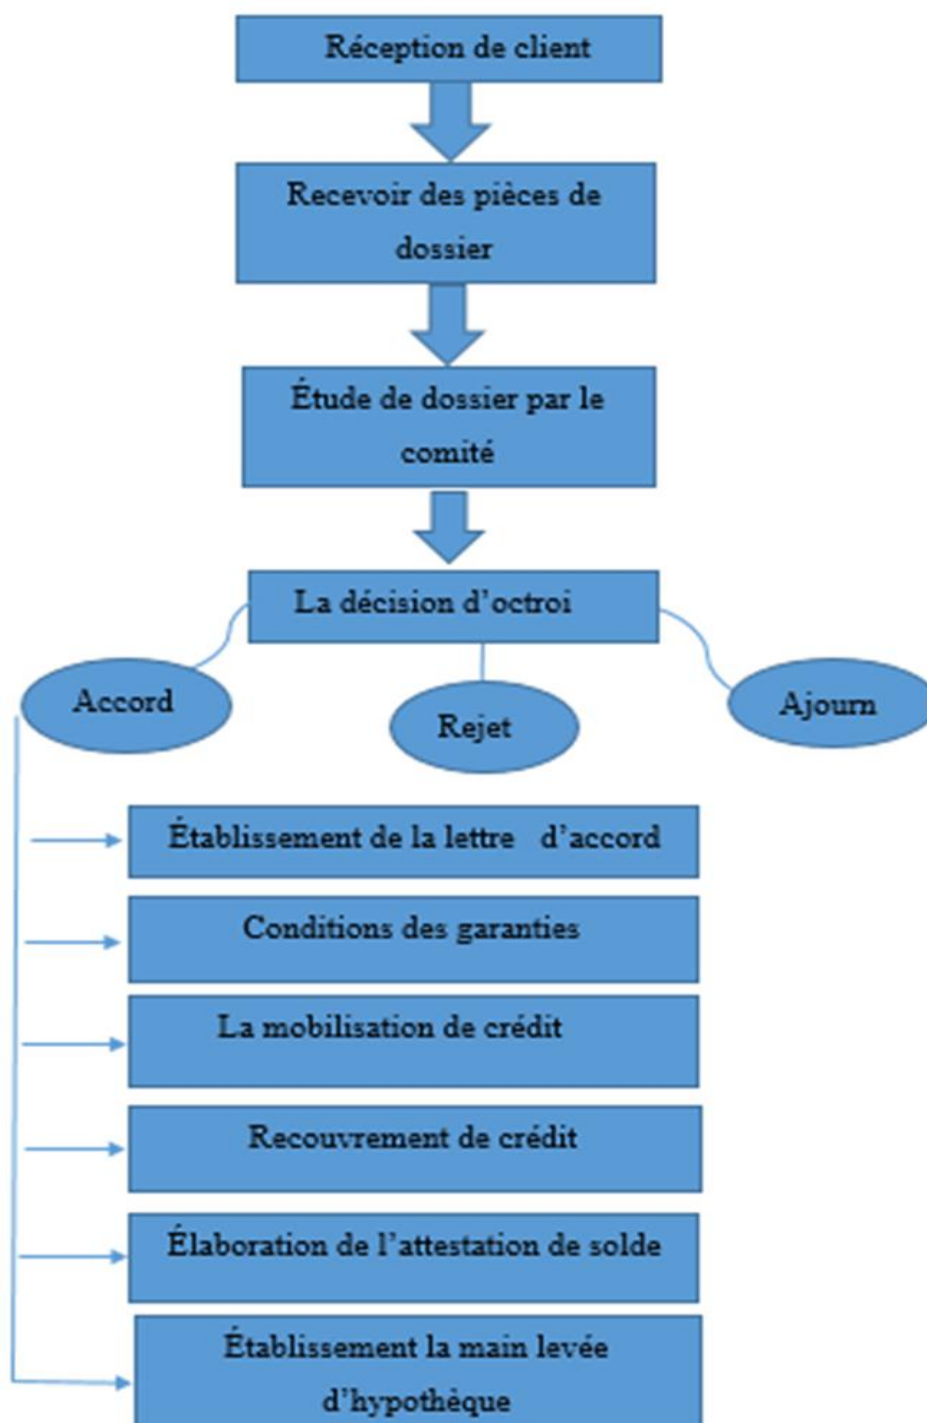 Réception de client
Recevoir des pièces de
dossier
Étude de dossier par le
comité
La décision d’octroi
Accord
Rejet
Ajourn
Établissement de la lettre d’accord
Conditions des garanties
La mobilisation de crédit
Recouvrement de crédit
Élaboration de l’attestation de solde
Établissement la main levée
d’hypothèque